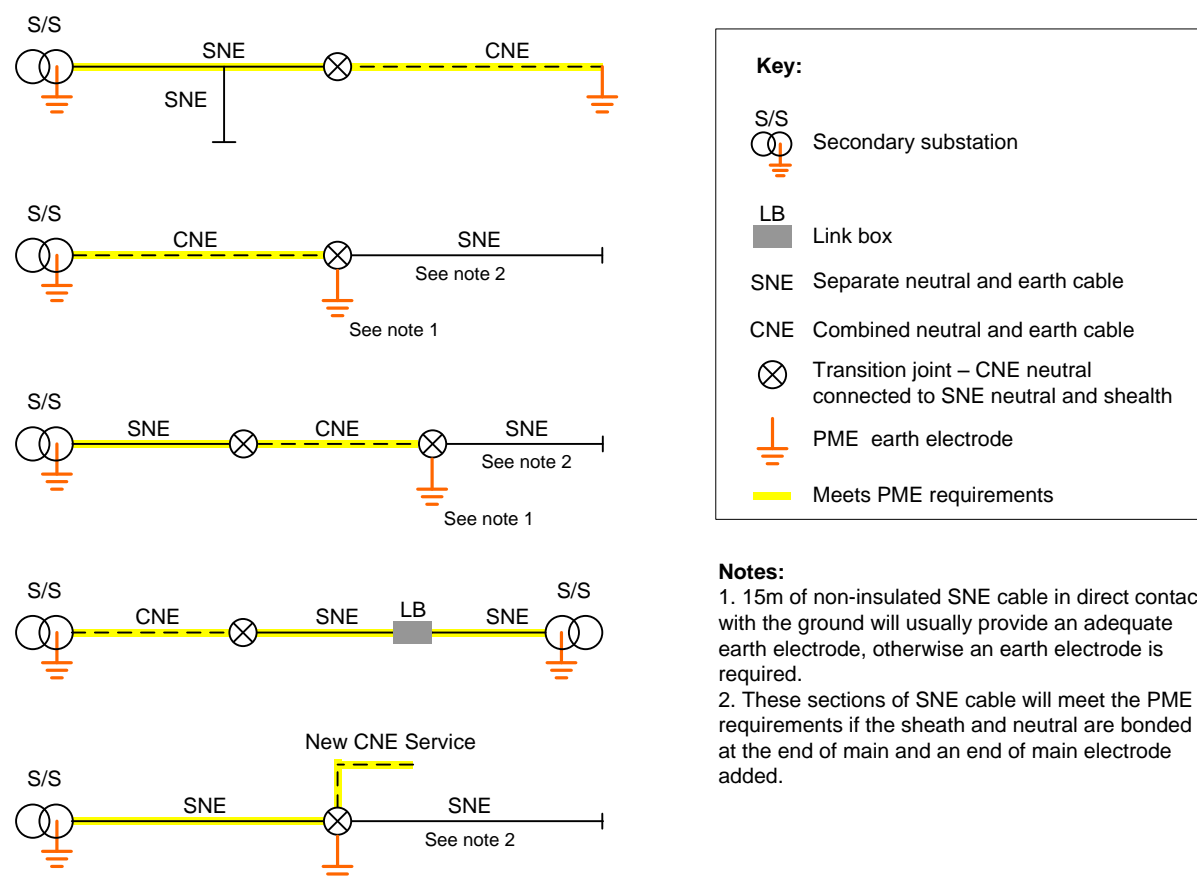 S/S
SNE
CNE
SNE
S/S
CNE
SNE
See note 2
See note 1
S/S
SNE
CNE
SNE
See note 2
See note 1
S/S
S/S
CNE
SNE
LB
SNE
New CNE Service
S/S
SNE
SNE
See note 2
Key:
S/S
Secondary substation
LB
Link box
SNE Separate neutral and earth cable
CNE Combined neutral and earth cable
Transition joint – CNE neutral
connected to SNE neutral and shealth
PME earth electrode
Meets PME requirements
Notes:
1. 15m of non-insulated SNE cable in direct contac
with the ground will usually provide an adequate
earth electrode, otherwise an earth electrode is
required.
2. These sections of SNE cable will meet the PME
requirements if the sheath and neutral are bonded
at the end of main and an end of main electrode
added.